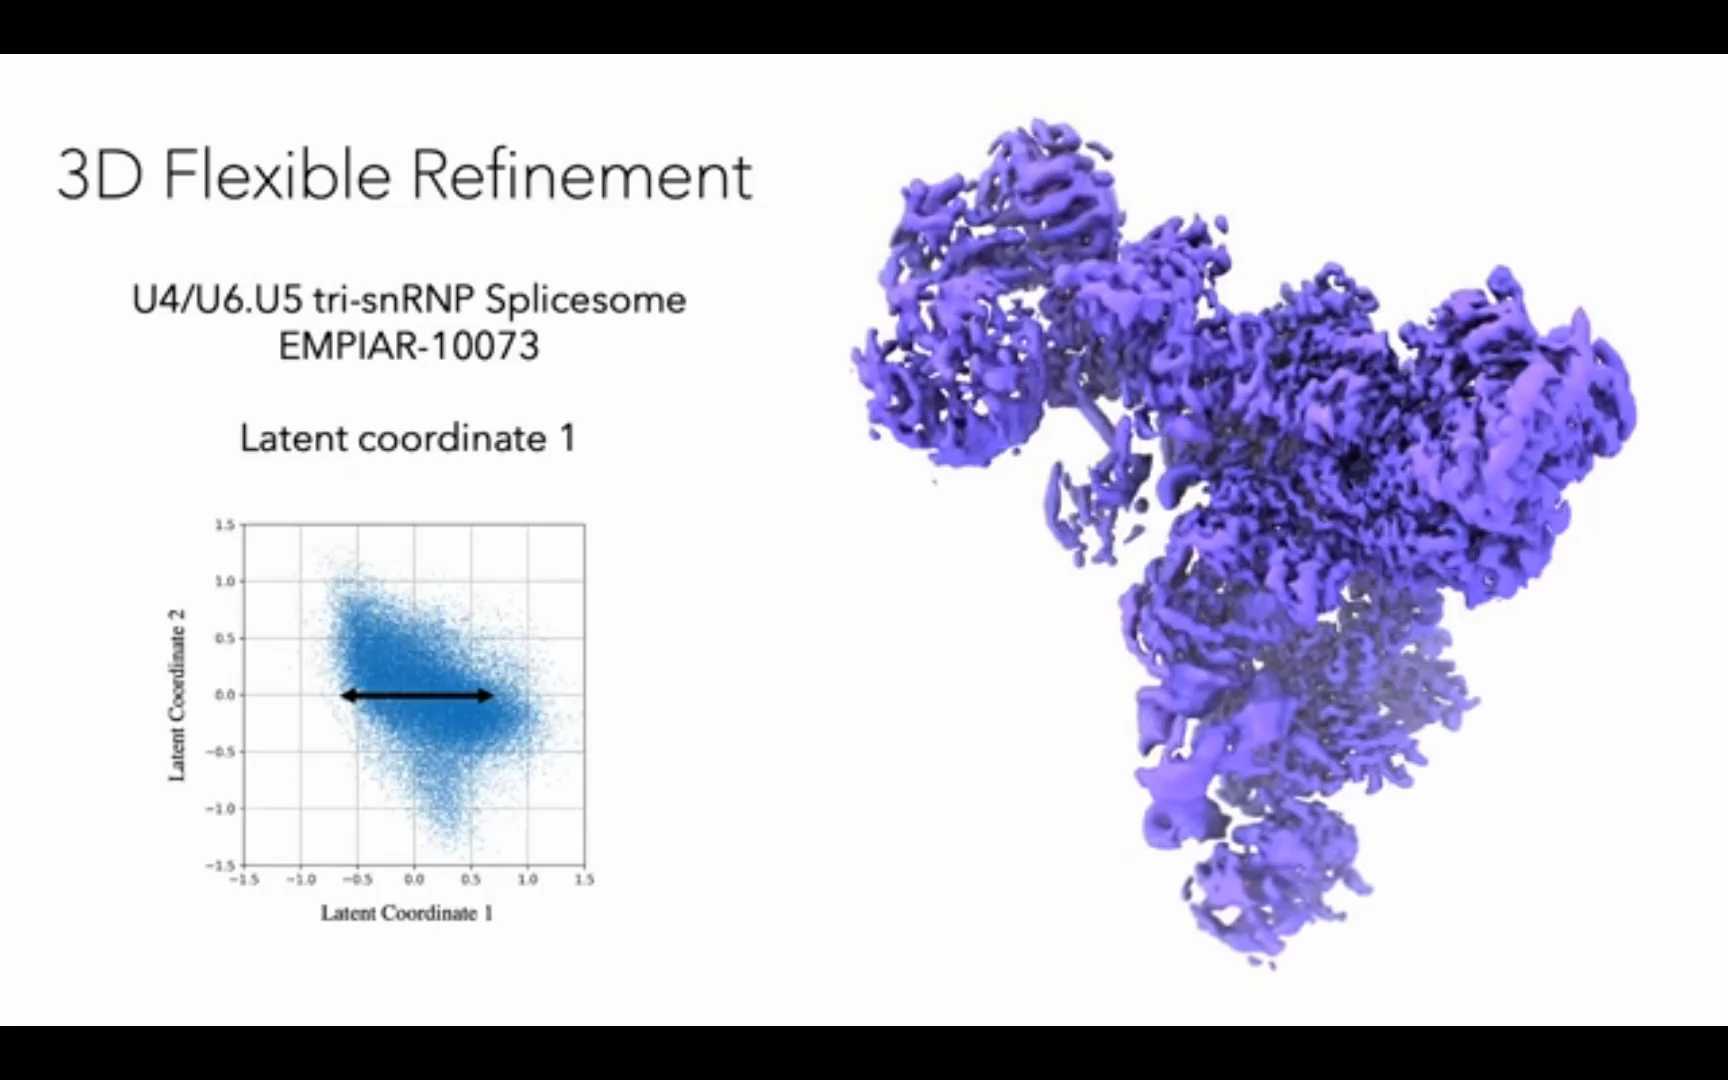 3D Flexible Refinement
U4/U6.U5 tri-snRNP Splicesome
EMPIAR-10073
Latent coordinate 1
1.5
1.0
0.5
0.0
−0.5
−1.0
−1.5
Latent Coordinate 2
−1.5 −1.0 −0.5 0.0 0.5 1.0 1.5
Latent Coordinate 1